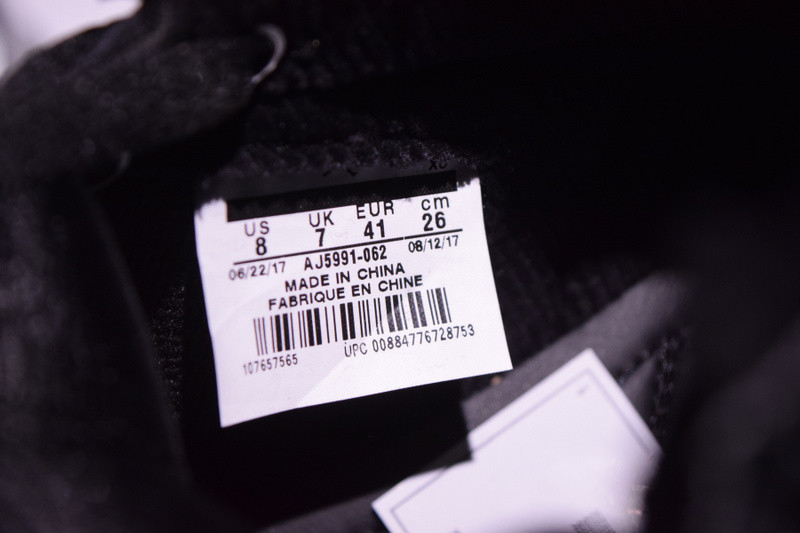 US UK EUR cm
8 7 41 26
06/22/17 AJ5991-062 08/12/17
MADE IN CHINA
FABRIQUE EN CHINE
107657565 UPC 00884776728753